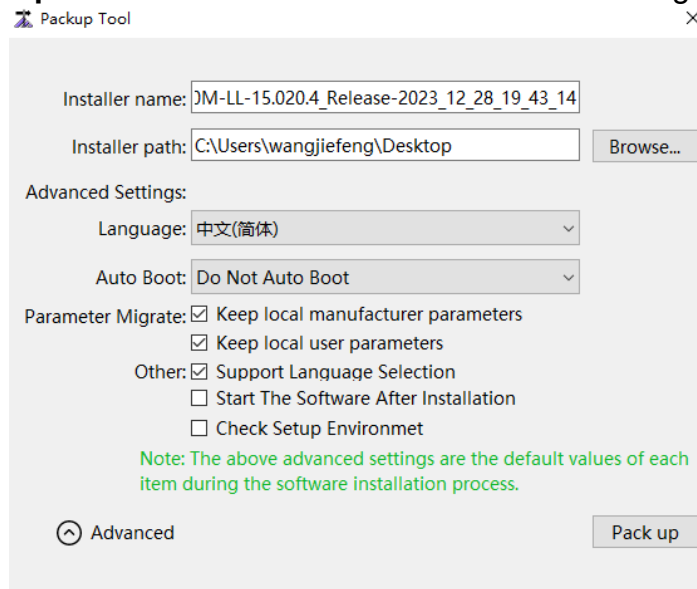 Packup Tool
Installer name: OM-LL-15.020.4_Release-2023_12_28_19_43_14
Installer path: C:\Users\wangjiefeng\Desktop Browse...
Advanced Settings:
Language: 中文(简体)
Auto Boot: Do Not Auto Boot
Parameter Migrate: Keep local manufacturer parameters
Keep local user parameters
Other: Support Language Selection
Start The Software After Installation
Check Setup Environmet
Note: The above advanced settings are the default values of each
item during the software installation process.
Advanced Pack up